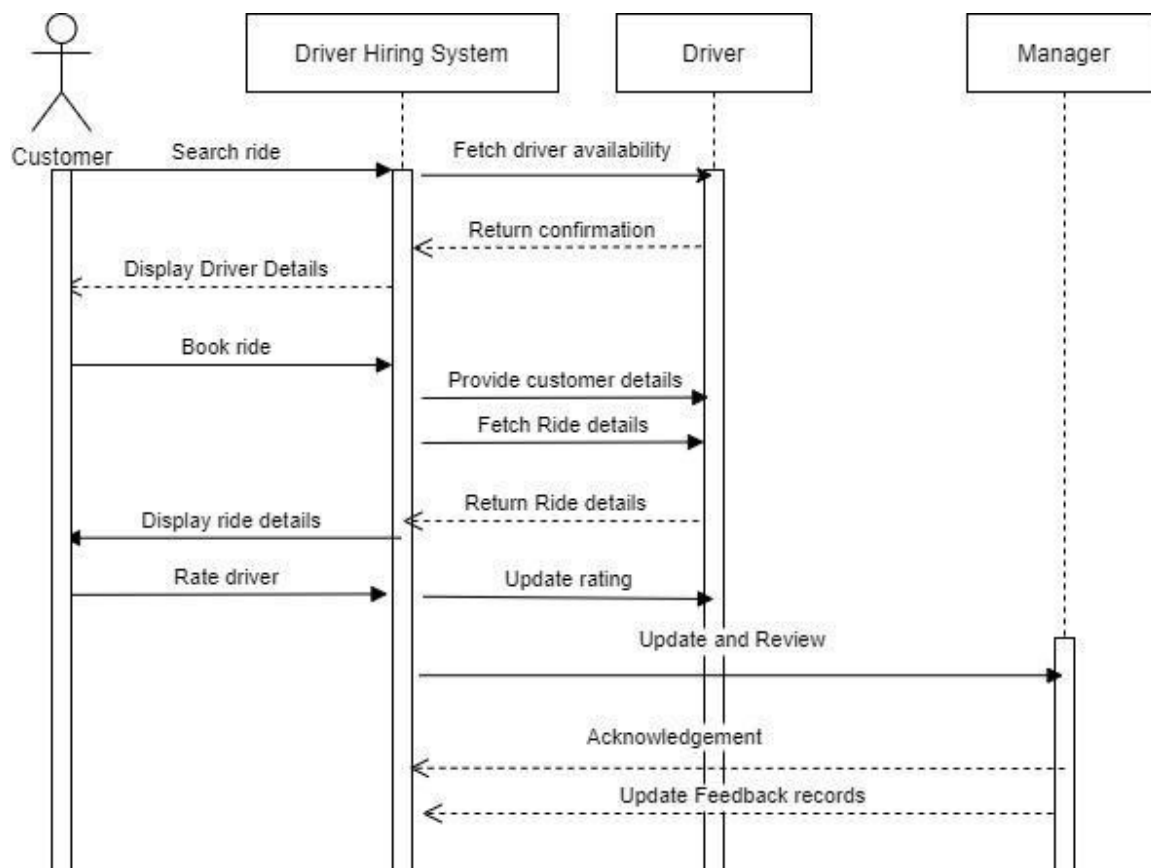 Driver Hiring System
Driver
Manager
Customer
Search ride
Fetch driver availability
Return confirmation
Display Driver Details
Book ride
Provide customer details
Fetch Ride details
Return Ride details
Display ride details
Rate driver
Update rating
Update and Review
Acknowledgement
Update Feedback records